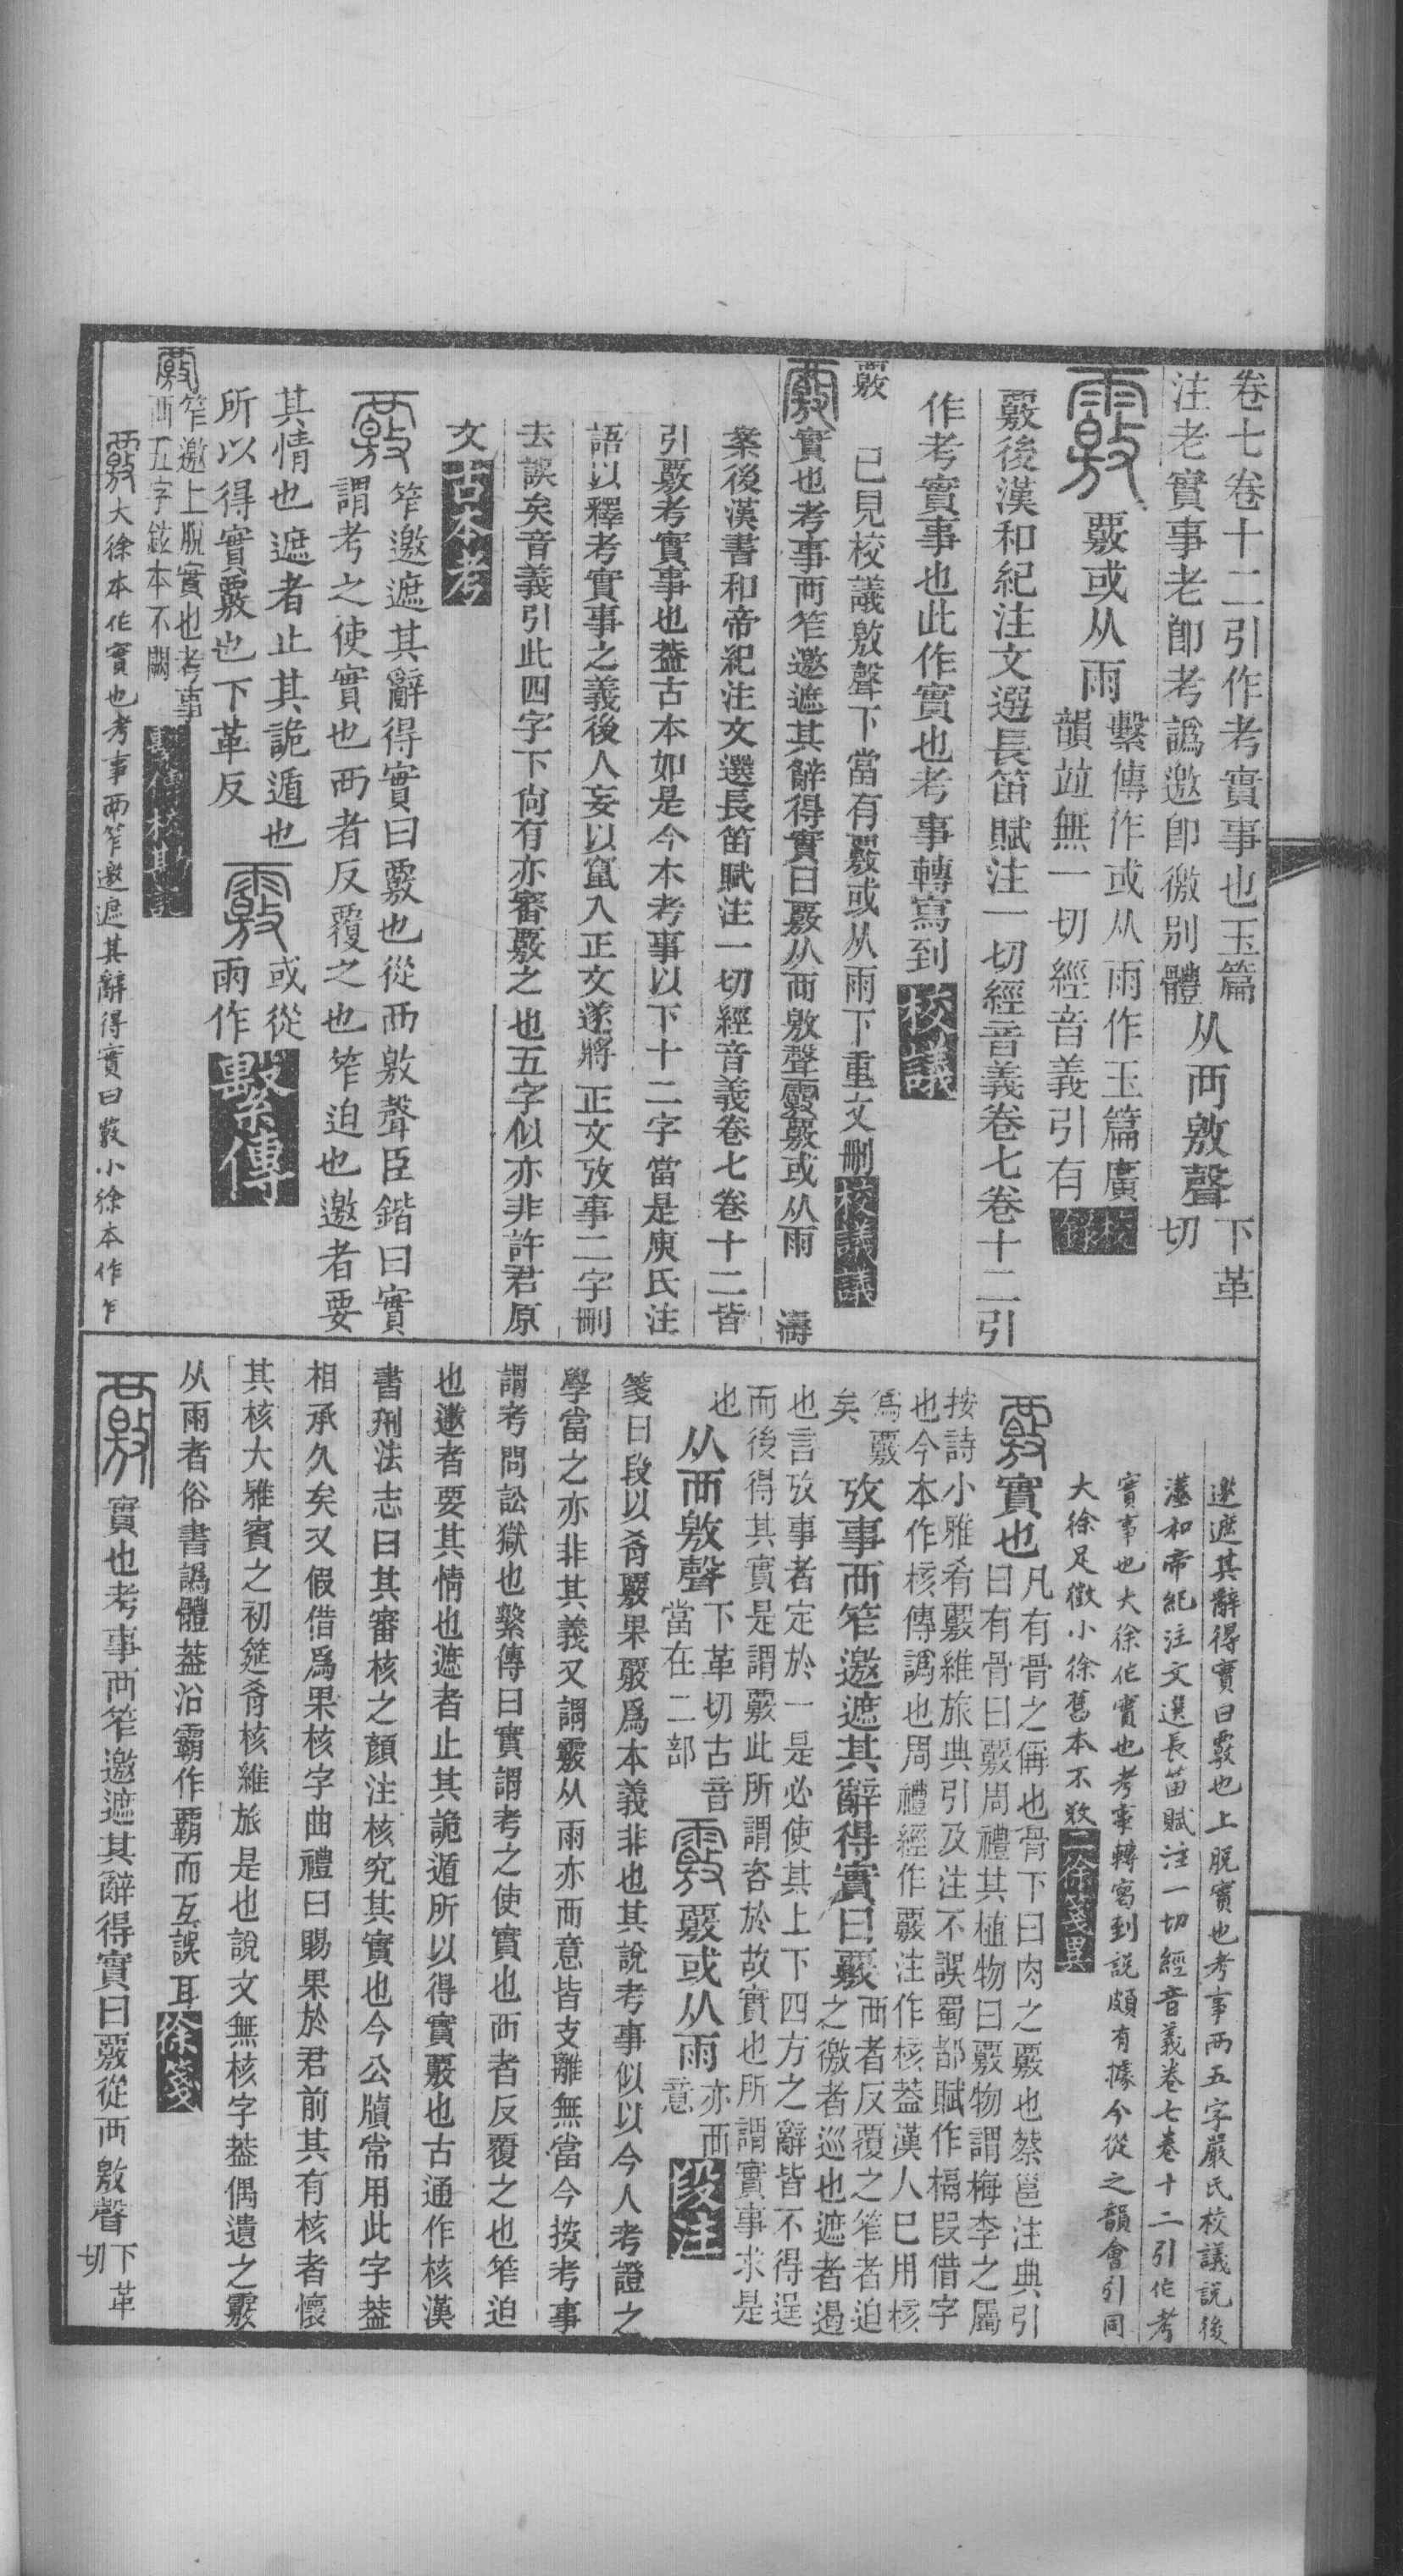 卷七卷十二引作考實事也玉篇
注老實事老卽考譌邀卽徼別體
从襾敫聲
下革
切
覈或从雨
繫傳作或从雨作玉篇廣
韻竝無一切經音義引有
校
錄
覈後漢和紀注文選長笛賦注一切經音義卷七卷十二引
作考實事也此作實也考事轉寫到校議
覈　已見校議敫聲下當有覈或从雨下重文刪校議議
實也考事襾笮邀遮其辭得實曰覈从襾敫聲䨣覈或从雨　濤
案後漢書和帝紀注文選長笛賦注一切經音義卷七卷十二皆
引覈考實事也葢古本如是今木考事以下十二字當是庾氏注
語以釋考實事之義後人妄以竄入正文遂將正文攷事二字刪
去誤矣音義引此四字下尙有亦審覈之也五字似亦非許君原
文古本考
笮邀遮其辭得實曰覈也從襾敫聲臣鍇曰實
謂考之使實也襾者反覆之也笮迫也邀者要
其情也遮者止其詭遁也
所以得實覈也下革反
或從
雨作
繫傳
笮邀上脫實也考事
襾五字鉉本不闕
繫傳校勘記
覈大徐本作實也考事襾笮邀遮其辭得實曰覈小徐本作乍
邀遮其辭得實曰覈也上脫實也考事襾五字嚴氏校議說後
漢和帝紀注文選長笛賦注一切經音義卷七卷十二引作考
實事也大徐作實也考事轉寫到說頗有據今從之韻會引同
大徐足徵小徐舊本不敚二徐箋異
實也
凡有骨之偁也骨下曰肉之覈也蔡邕注典引
曰有骨曰覈周禮其植物曰覈物謂梅李之屬
按詩小雅肴覈維旅典引及注不誤蜀都賦作槅叚借字
也今本作核傳譌也周禮經作覈注作核葢漢人已用核
爲覈
矣
攷事襾笮邀遮其辭得實曰覈
襾者反覆之笮者迫
之徼者巡也遮者遏
也言攷事者定於一是必使其上下四方之辭皆不得逞
而後得其實是謂覈此所謂咨於故實也所謂實事求是
也
从襾敫聲
下革切古音
當在二部
覈或从雨
亦襾
意
段注
箋曰段以肴覈果覈爲本義非也其說考事似以今人考證之
學當之亦非其義又謂䨣从雨亦襾意皆支離無當今按考事
謂考問訟獄也繫傳曰實謂考之使實也襾者反覆之也笮迫
也邀者要其情也遮者止其詭遁所以得實覈也古通作核漢
書刑法志曰其審核之顏注核究其實也今公牘常用此字葢
相承久矣又假借爲果核字曲禮曰賜果於君前其有核者懷
其核大雅賓之初筵肴核維旅是也說文無核字葢偶遺之䨣
从雨者俗書譌體葢沿霸作覇而互誤耳徐箋
實也考事襾笮邀遮其辭得實曰覈從襾敫聲
下革
切